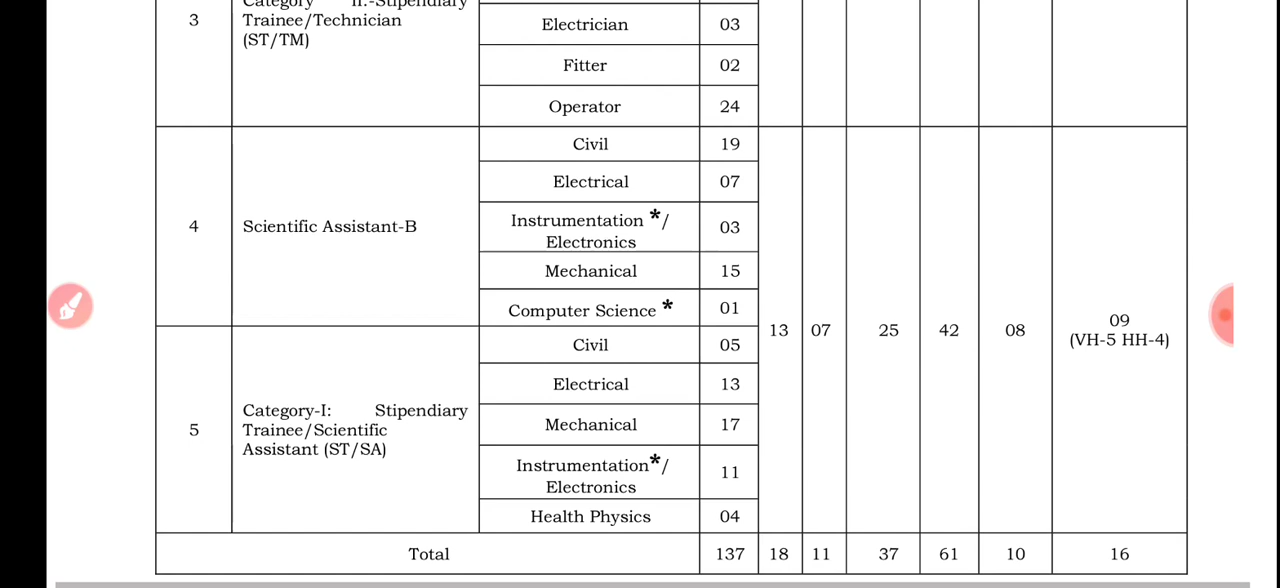 Category II:-Stipendiary
3 Trainee/Technician
(ST/TM)
Electrician 03
Fitter 02
Operator 24
4 Scientific Assistant-B
Civil 19
Electrical 07
Instrumentation */
Electronics 03
Mechanical 15
Computer Science * 01
5 Category-I: Stipendiary
Trainee/Scientific
Assistant (ST/SA)
Civil 05
Electrical 13
Mechanical 17
Instrumentation*/
Electronics 11
Health Physics 04
13 07 25 42 08 09
(VH-5 HH-4)
Total 137 18 11 37 61 10 16